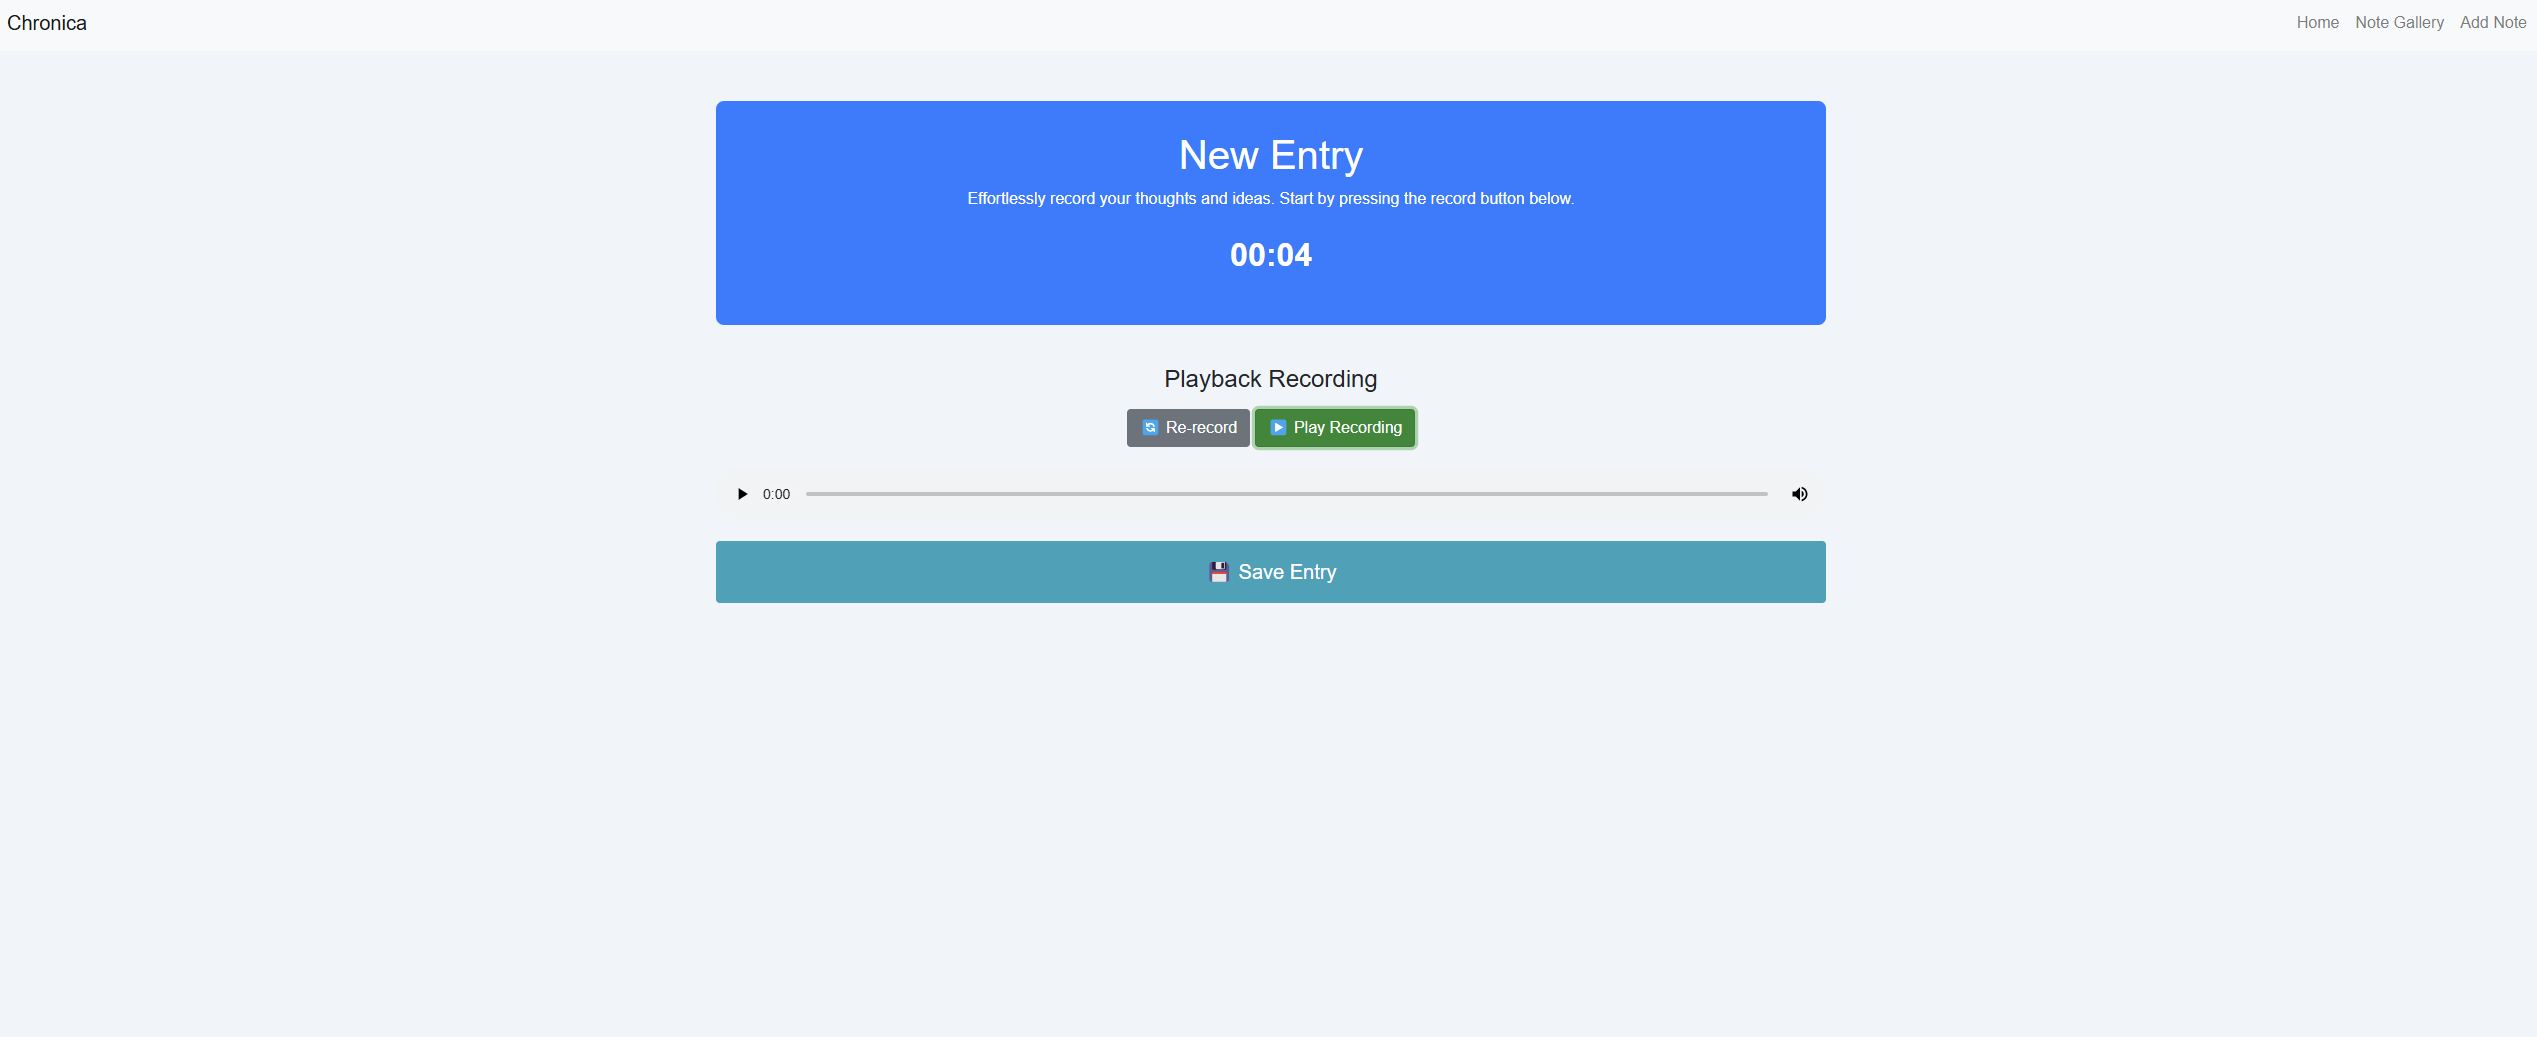 Chronica
Home Note Gallery Add Note
New Entry
Effortlessly record your thoughts and ideas. Start by pressing the record button below.
00:04
Playback Recording
Re-record Play Recording
0:00
Save Entry